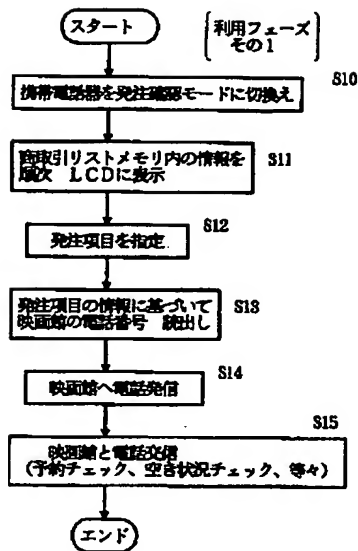 スタート
利用フェーズ
その1
S10
携帯電話器を発注確認モードに切換え
S11
商取引リストメモリ内の情報を
順次 LCDに表示
S12
発注項目を指定
S13
発注項目の情報に基づいて
映画館の電話番号 読出し
S14
映画館へ電話発信
S15
映画館と電話交信
(予約チェック、空き状況チェック、等々)
エンド